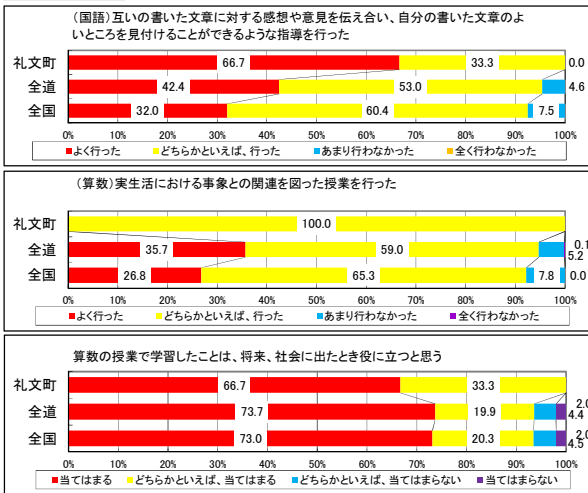 (国語)互いの書いた文章に対する感想や意見を伝え合い、自分の書いた文章のよ
いところを見付けることができるような指導を行った
礼文町 66.7 33.3 0.0
全道 42.4 53.0 4.6
全国 32.0 60.4 7.5
0% 10% 20% 30% 40% 50% 60% 70% 80% 90% 100%
■よく行った ■どちらかといえば、行った ■あまり行わなかった ■全く行わなかった
(算数)実生活における事象との関連を図った授業を行った
礼文町 100.0
全道 35.7 59.0 5.2 0.1
全国 26.8 65.3 7.8 0.0
0% 10% 20% 30% 40% 50% 60% 70% 80% 90% 100%
■よく行った ■どちらかといえば、行った ■あまり行わなかった ■全く行わなかった
算数の授業で学習したことは、将来、社会に出たとき役に立つと思う
礼文町 66.7 33.3
全道 73.7 19.9 4.4 2.0
全国 73.0 20.3 4.5 2.0
0% 10% 20% 30% 40% 50% 60% 70% 80% 90% 100%
■当てはまる ■どちらかといえば、当てはまる ■どちらかといえば、当てはまらない ■当てはまらない